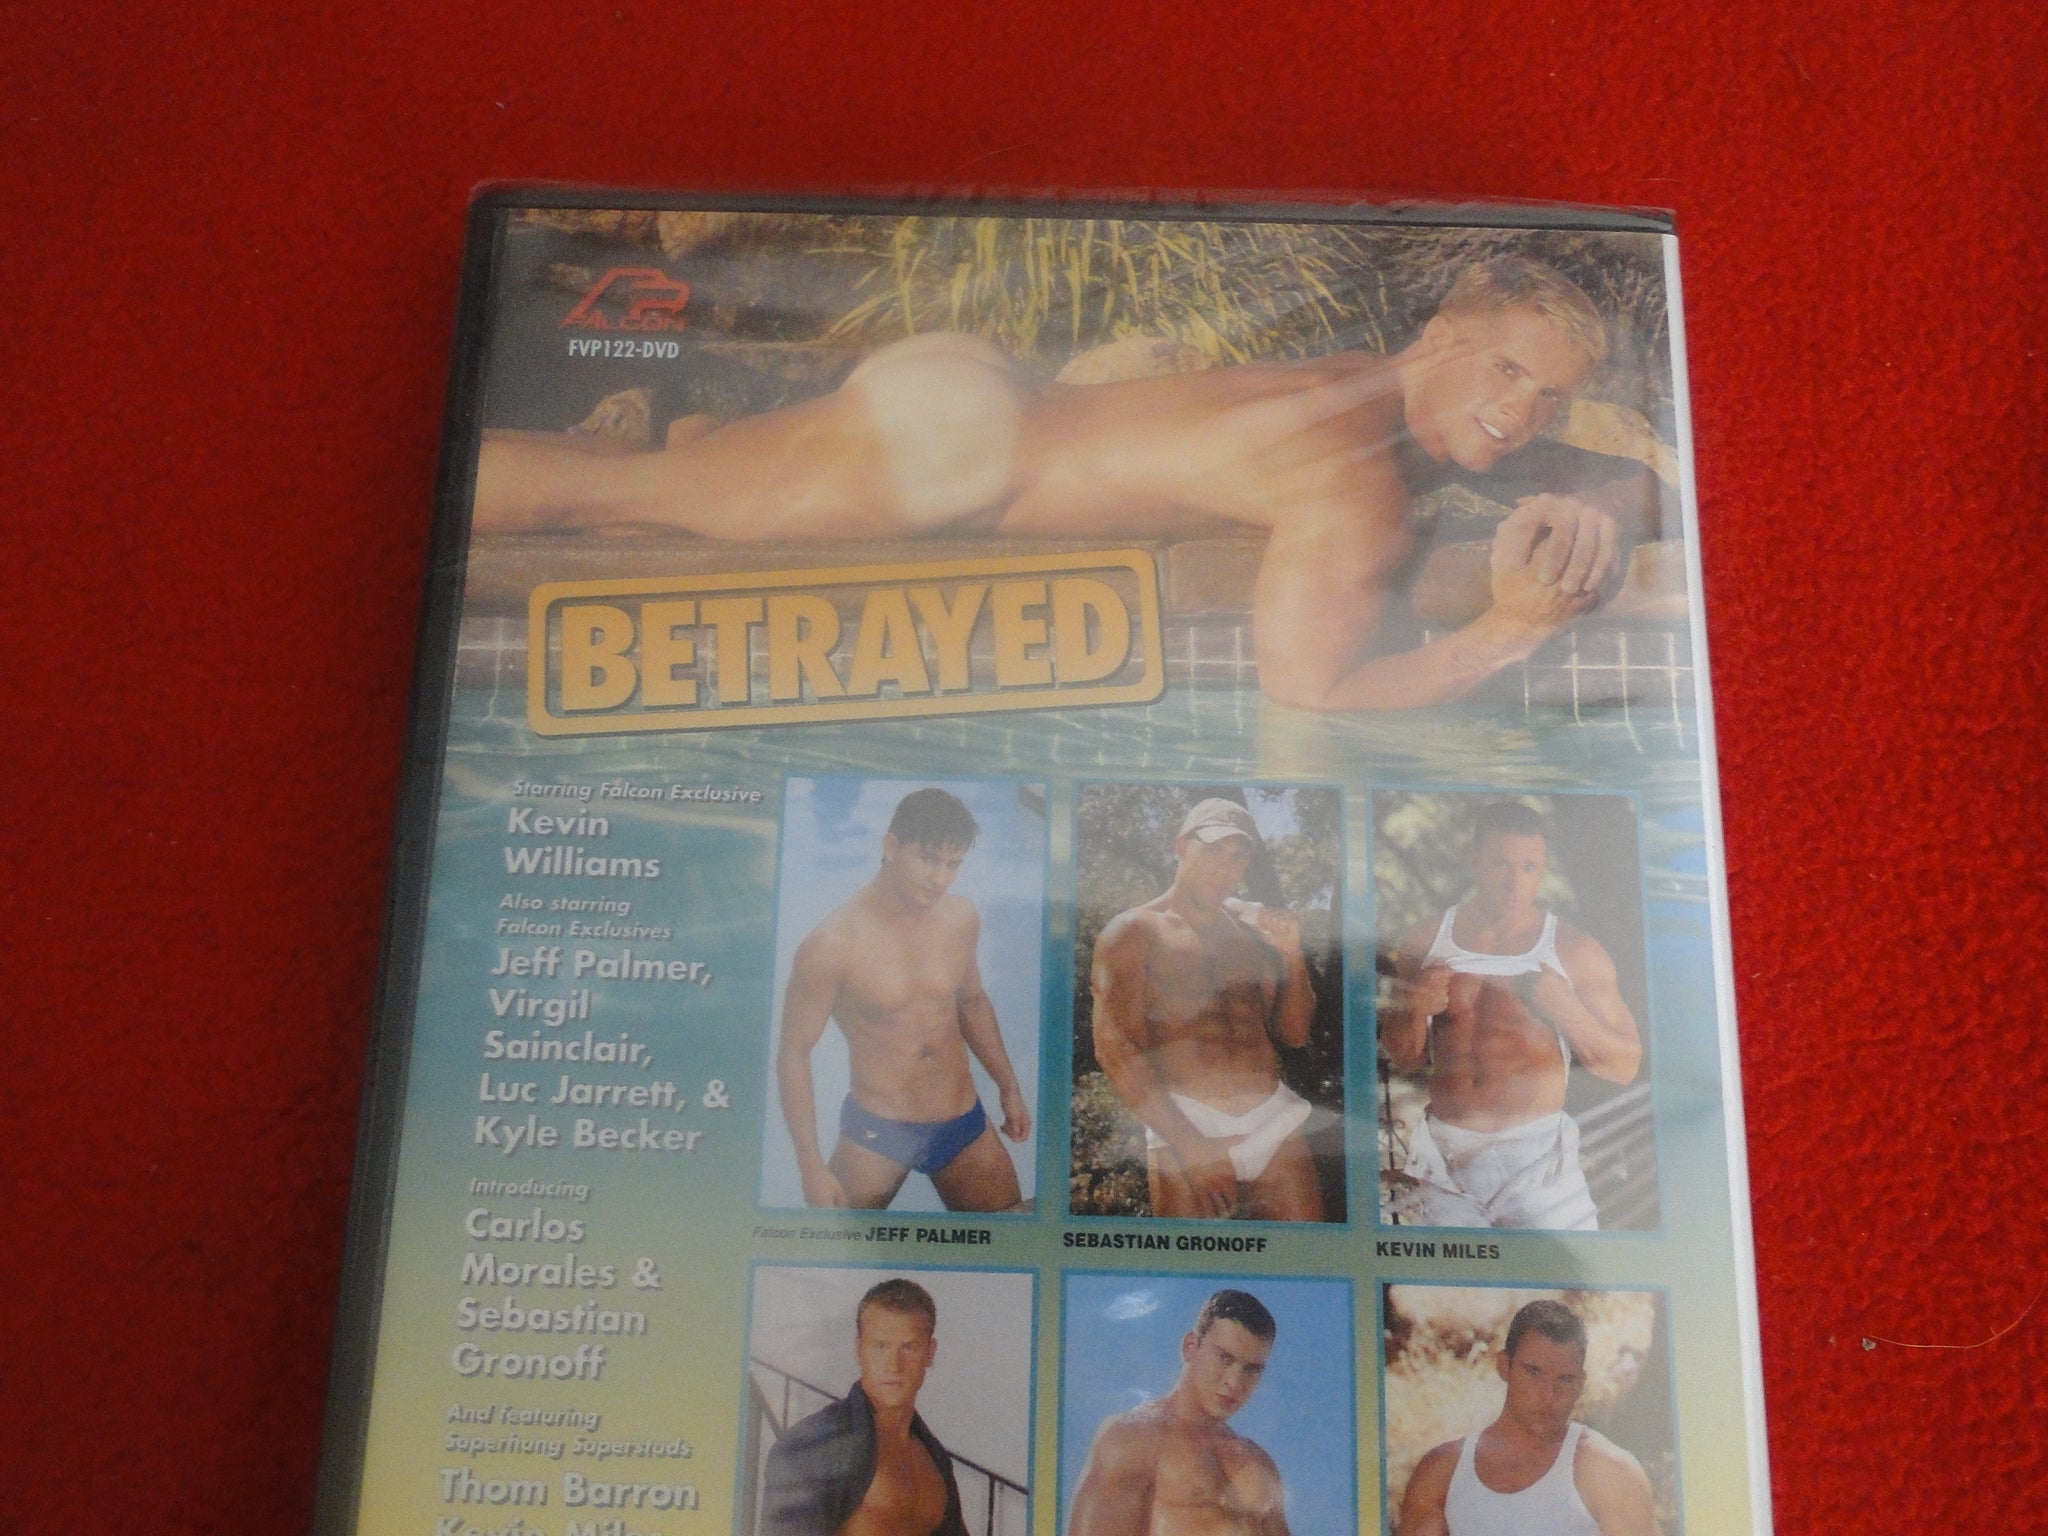 FALCON
FVP122-DVD
BETRAYED
Starring Falcon Exclusive
Kevin
Williams
Also starring
Falcon Exclusives
Jeff Palmer,
Virgil
Sainclair,
Luc Jarrett, &
Kyle Becker
Introducing
Carlos
Morales &
Sebastian
Gronoff
And featuring
Superhung Superstuds
Thom Barron
Kevin Miles
Falcon Exclusive JEFF PALMER
SEBASTIAN GRONOFF
KEVIN MILES